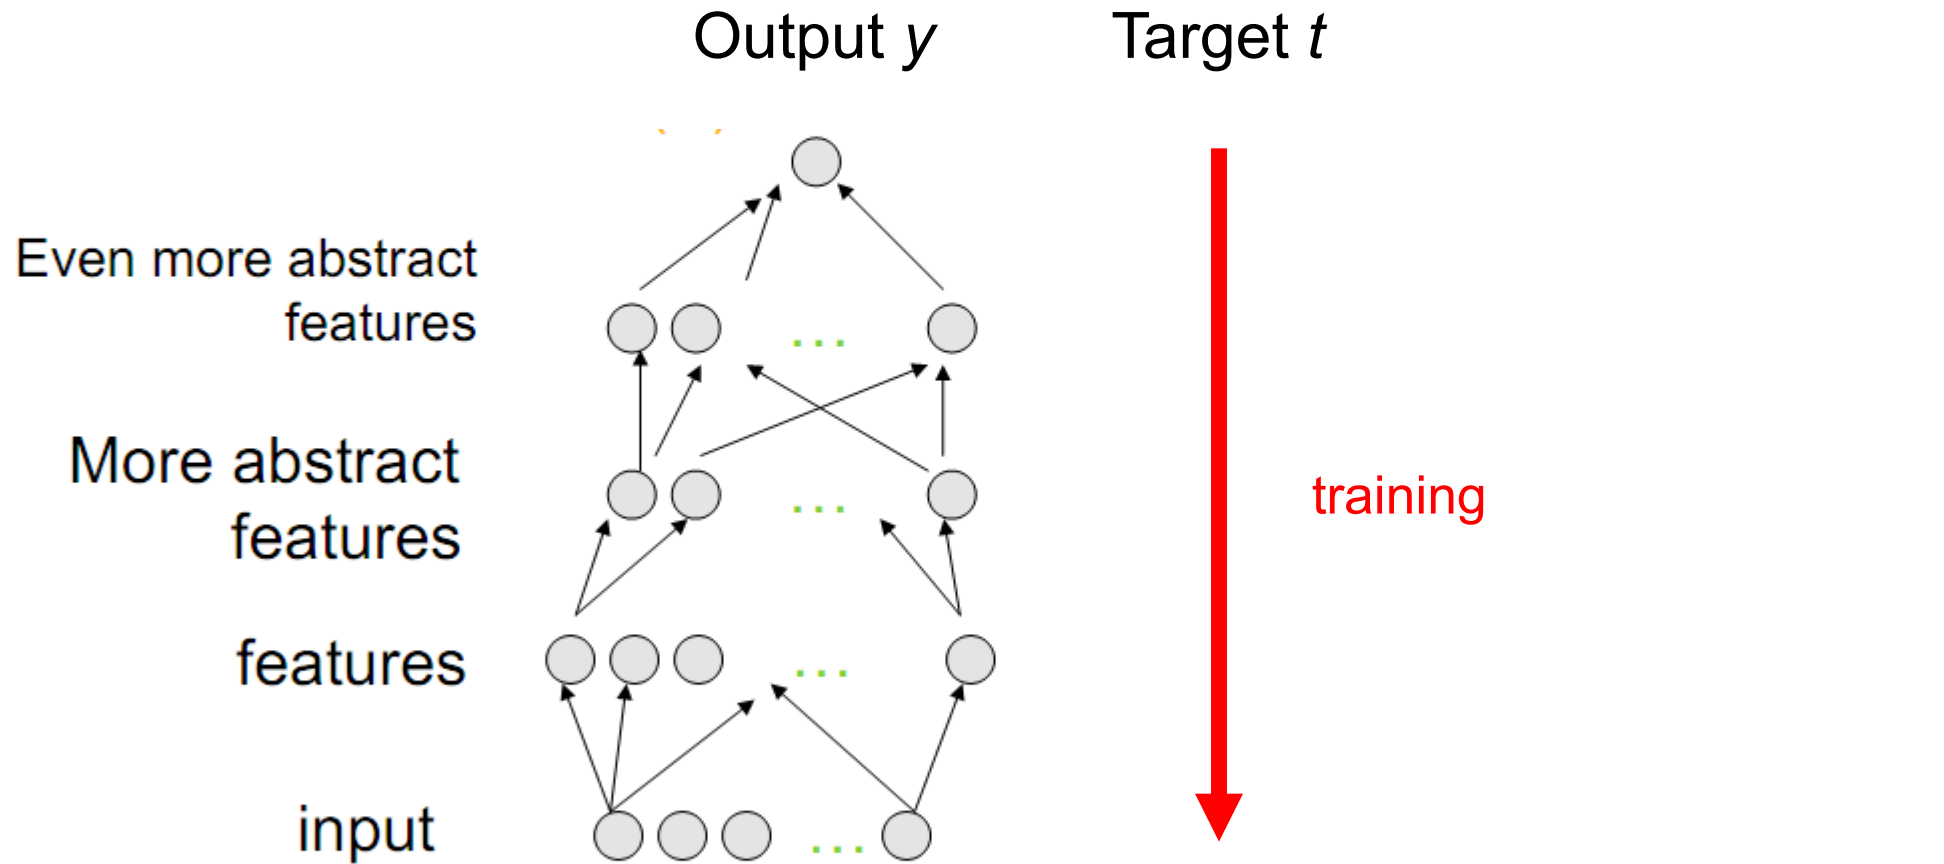 Output y
Target t
Even more abstract
features
...
More abstract
features
...
training
features
...
input
...